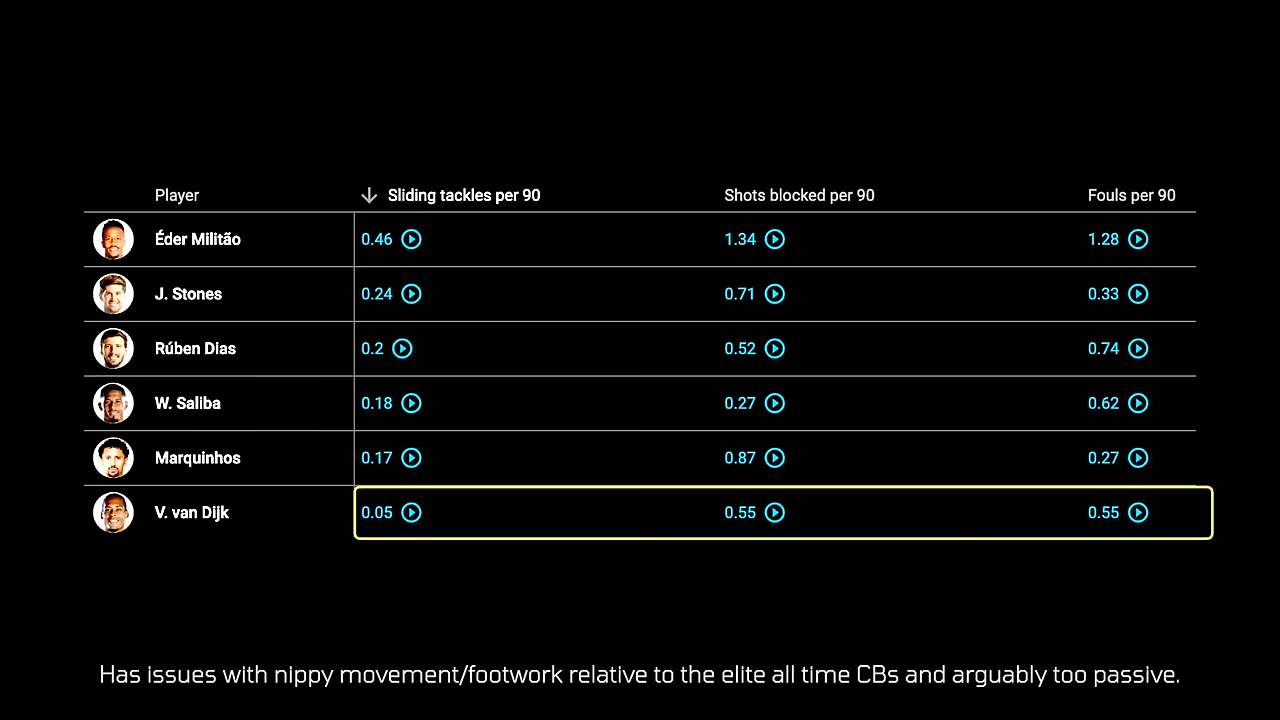 Player Sliding tackles per 90 Shots blocked per 90 Fouls per 90
Éder Militão 0.46 1.34 1.28
J. Stones 0.24 0.71 0.33
Rúben Dias 0.2 0.52 0.74
W. Saliba 0.18 0.27 0.62
Marquinhos 0.17 0.87 0.27
V. van Dijk 0.05 0.55 0.55
Has issues with nippy movement/footwork relative to the elite all time CBs and arguably too passive.